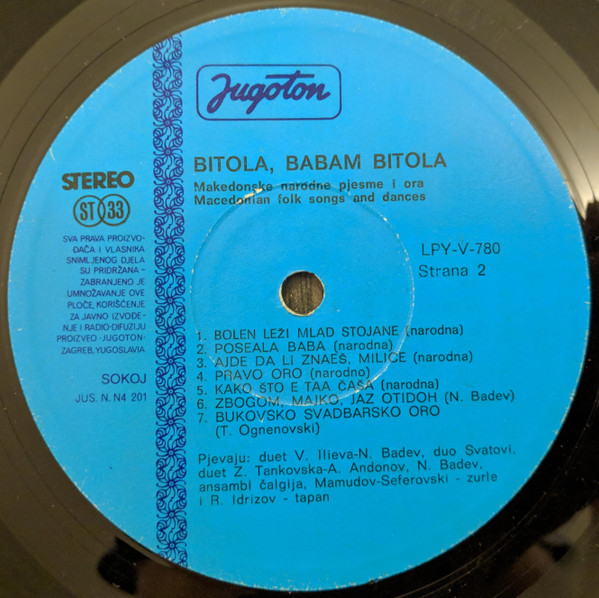 Jugoton
BITOLA, BABAM BITOLA
Makedonske narodne pjesme i ora
Macedonian folk songs and dances
STEREO
ST 33
SVA PRAVA PROIZVO-
ĐAČA I VLASNIKA
SNIMLJENOG DJELA
SU PRIDRŽANA -
ZABRANJENO JE
UMNOŽAVANJE OVE
PLOČE, KORIŠĆENJE
ZA JAVNO IZVOĐE-
NJE I RADIO-DIFUZIJU
PROIZVEO -JUGOTON-
ZAGREB, YUGOSLAVIA
SOKOJ
JUS. N. N4 201
LPY-V-780
Strana 2
1. BOLEN LEŽI MLAD STOJANE (narodna)
2. POSEALA BABA (narodna)
3. AJDE DA LI ZNAEŠ, MILICE (narodna)
4. PRAVO ORO (narodno)
5. KAKO ŠTO E TAA ČAŠA (narodna)
6. ZBOGOM, MAJKO, JAZ OTIDOH (N. Badev)
7. BUKOVSKO SVADBARSKO ORO
(T. Ognenovski)
Pjevaju: duet V. Ilieva-N. Badev, duo Svatovi,
duet Z. Tankovska-A. Andonov, N. Badev,
ansambl čalgija, Mamudov-Seferovski - zurle
i R. Idrizov - tapan